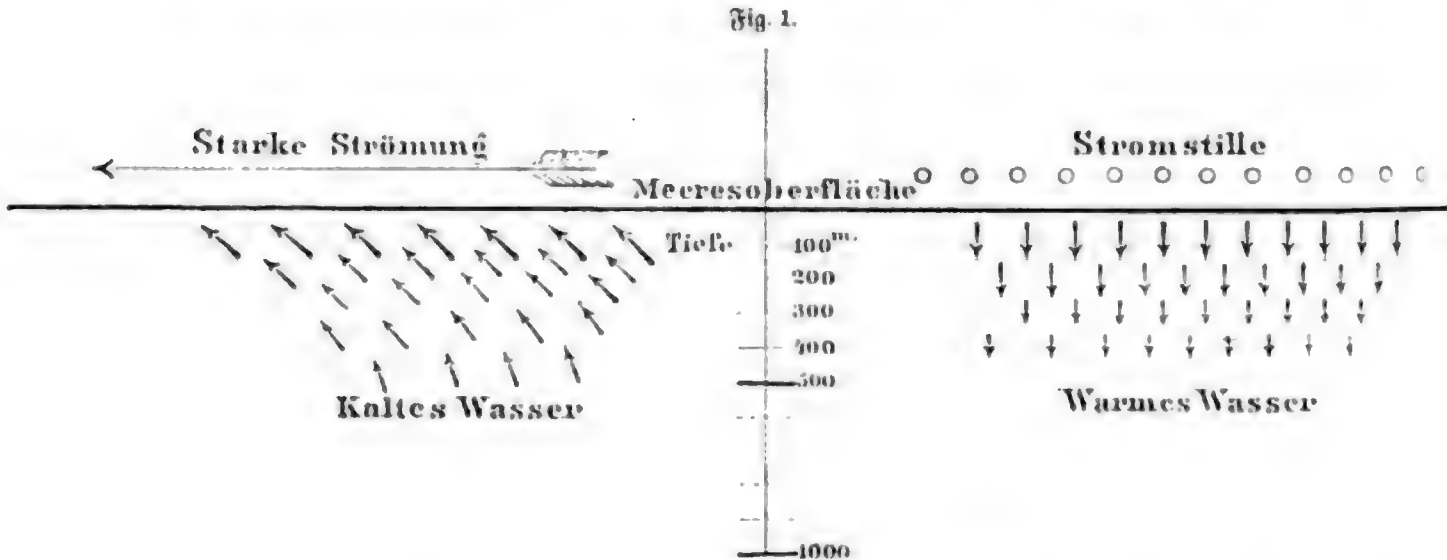 Fig. 1.
Starke Strömung
Stromstille
Meeresoberfläche
Tiefe
100m.
200
300
400
500
Kaltes Wasser
Warmes Wasser
1000